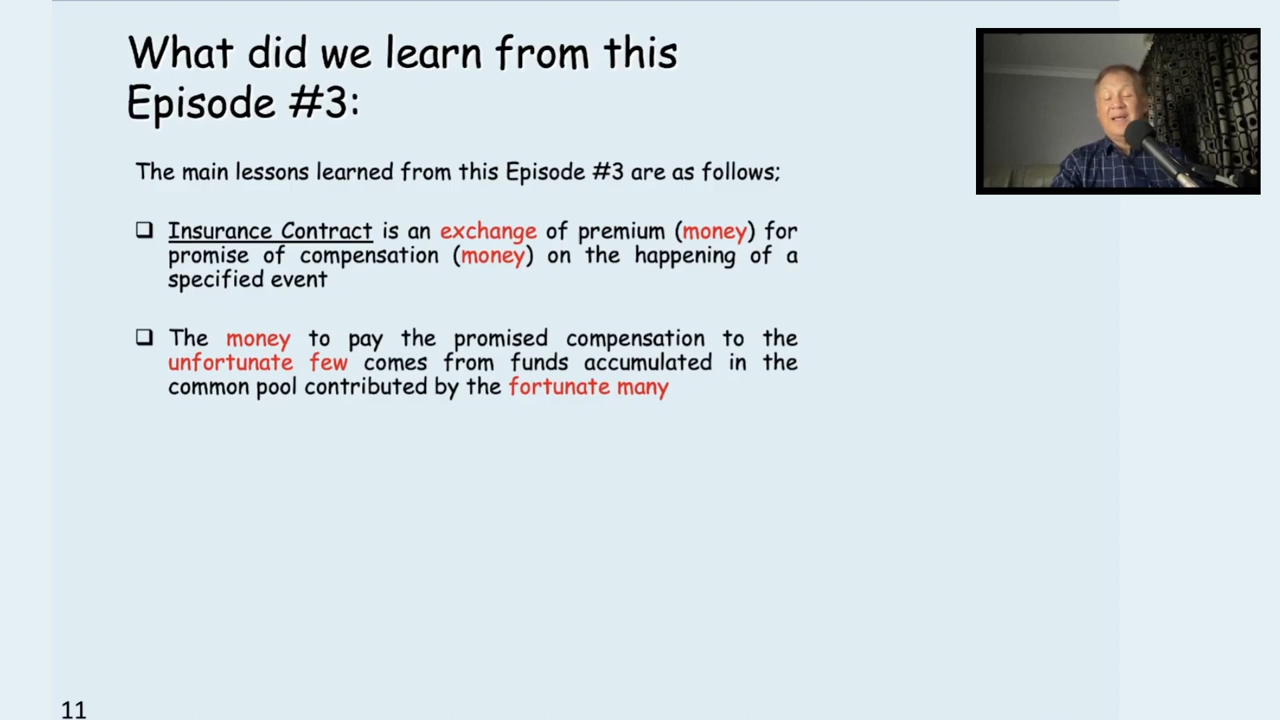 What did we learn from this
Episode #3:
The main lessons learned from this Episode #3 are as follows;
❑ Insurance Contract is an exchange of premium (money) for
promise of compensation (money) on the happening of a
specified event
❑ The money to pay the promised compensation to the
unfortunate few comes from funds accumulated in the
common pool contributed by the fortunate many
11